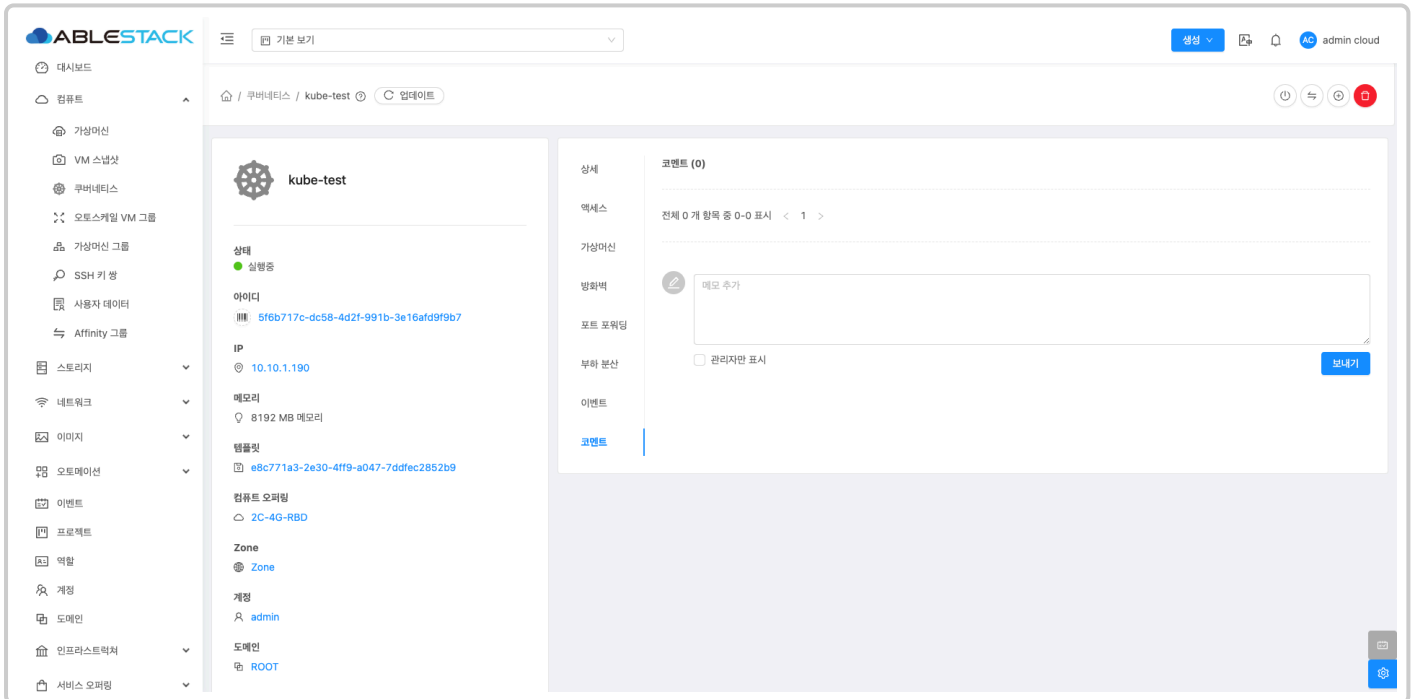 ABLESTACK
기본 보기
생성
AC
admin cloud
대시보드
컴퓨트
가상머신
VM 스냅샷
쿠버네티스
오토스케일 VM 그룹
가상머신 그룹
SSH 키 쌍
사용자 데이터
Affinity 그룹
스토리지
네트워크
이미지
오토메이션
이벤트
프로젝트
역할
계정
도메인
인프라스트럭쳐
서비스 오퍼링
/ 쿠버네티스 / kube-test
업데이트
kube-test
상태
실행중
아이디
5f6b717c-dc58-4d2f-991b-3e16afd9f9b7
IP
10.10.1.190
메모리
8192 MB 메모리
템플릿
e8c771a3-2e30-4ff9-a047-7ddfec2852b9
컴퓨트 오퍼링
2C-4G-RBD
Zone
Zone
계정
admin
도메인
ROOT
상세
액세스
가상머신
방화벽
포트 포워딩
부하 분산
이벤트
코멘트
코멘트 (0)
전체 0 개 항목 중 0-0 표시 < 1 >
메모 추가
관리자만 표시
보내기